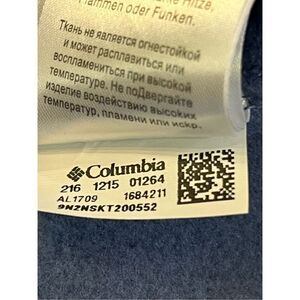 Hitze,
Flammen oder Funken.
Ткань не является огнестойкой
и может расплавиться или
воспламениться при высокой
температуре. Не поДвергайте
изделие воздействию высоких
температур, пламени или искр.
Columbia
216 1215 01264
AL1709 1684211
9N2NSKT200552